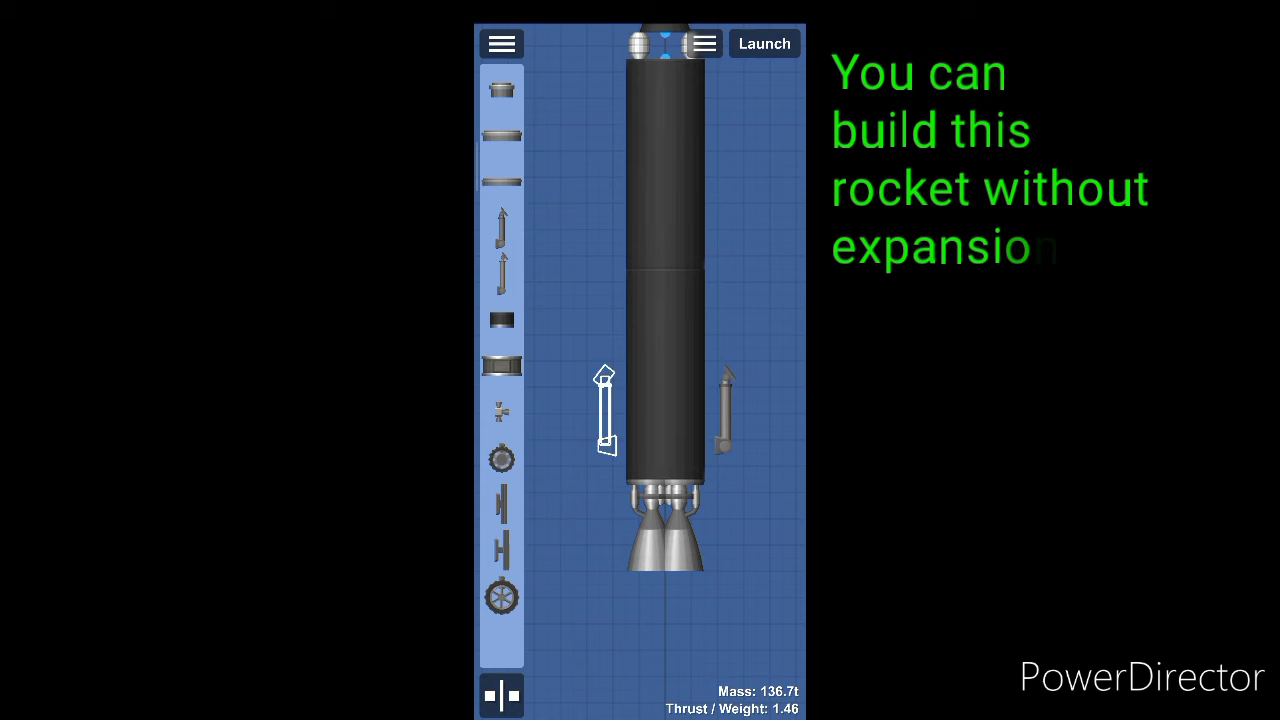 Launch
You can
build this
rocket without
expansion
Mass: 136.7t
Thrust / Weight: 1.46
PowerDirector